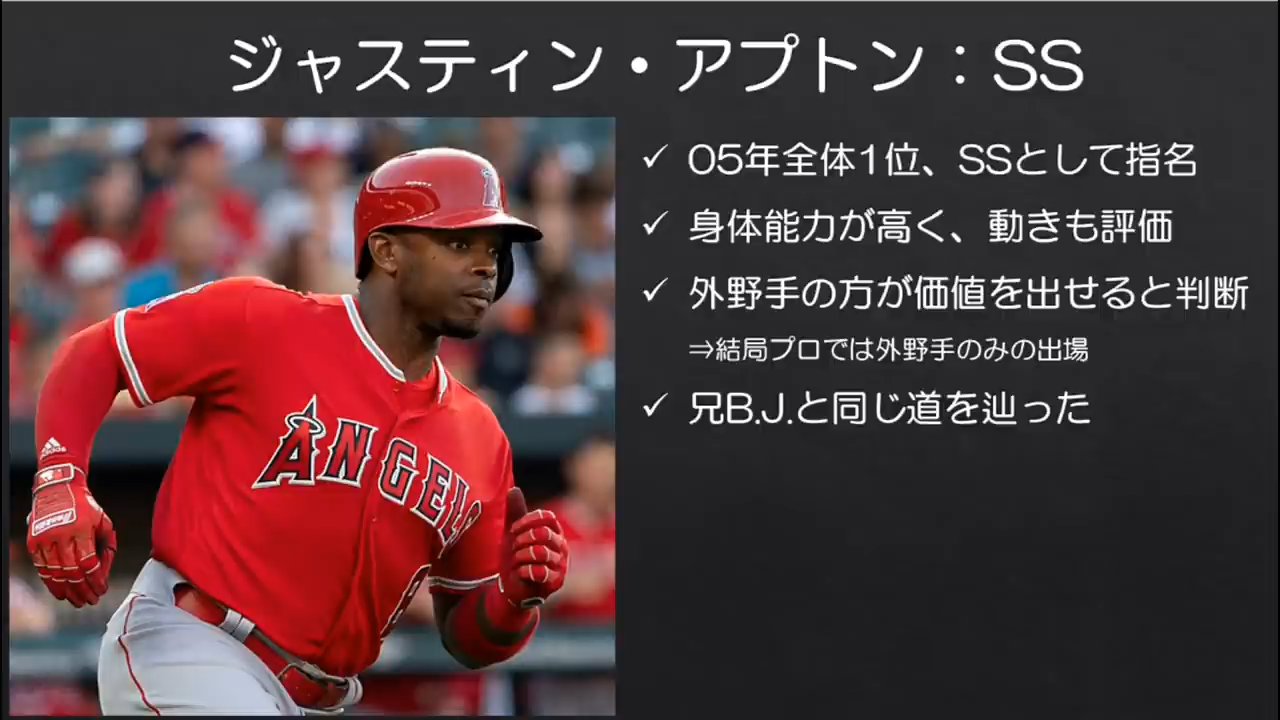 ジャスティン・アプトン：SS
✓ 05年全体1位、SSとして指名
✓ 身体能力が高く、動きも評価
✓ 外野手の方が価値を出せると判断
⇒結局プロでは外野手のみの出場
✓ 兄B.J.と同じ道を辿った
A
ANGELS
adidas
Franklin